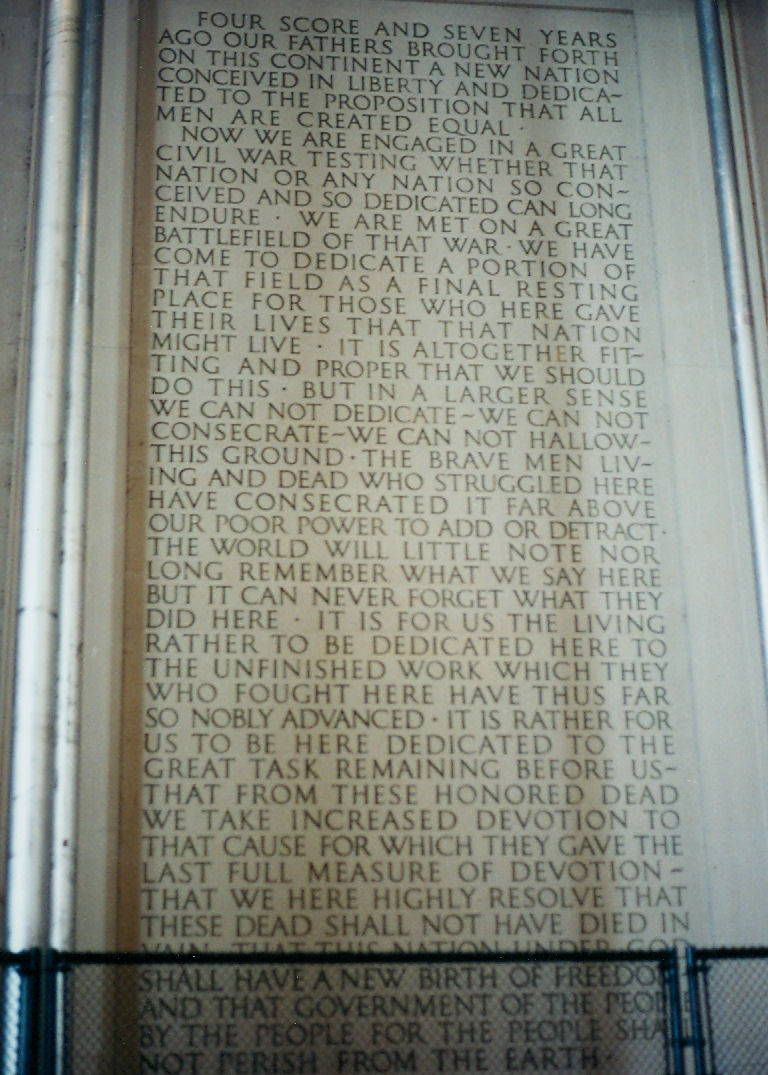 FOUR SCORE AND SEVEN YEARS
AGO OUR FATHERS BROUGHT FORTH
ON THIS CONTINENT A NEW NATION
CONCEIVED IN LIBERTY AND DEDICA~
TED TO THE PROPOSITION THAT ALL
MEN ARE CREATED EQUAL ·
NOW WE ARE ENGAGED IN A GREAT
CIVIL WAR TESTING WHETHER THAT
NATION OR ANY NATION SO CON~
CEIVED AND SO DEDICATED CAN LONG
ENDURE · WE ARE MET ON A GREAT
BATTLEFIELD OF THAT WAR · WE HAVE
COME TO DEDICATE A PORTION OF
THAT FIELD AS A FINAL RESTING
PLACE FOR THOSE WHO HERE GAVE
THEIR LIVES THAT THAT NATION
MIGHT LIVE · IT IS ALTOGETHER FIT~
TING AND PROPER THAT WE SHOULD
DO THIS · BUT IN A LARGER SENSE
WE CAN NOT DEDICATE~WE CAN NOT
CONSECRATE~WE CAN NOT HALLOW~
THIS GROUND · THE BRAVE MEN LIV~
ING AND DEAD WHO STRUGGLED HERE
HAVE CONSECRATED IT FAR ABOVE
OUR POOR POWER TO ADD OR DETRACT ·
THE WORLD WILL LITTLE NOTE NOR
LONG REMEMBER WHAT WE SAY HERE
BUT IT CAN NEVER FORGET WHAT THEY
DID HERE · IT IS FOR US THE LIVING
RATHER TO BE DEDICATED HERE TO
THE UNFINISHED WORK WHICH THEY
WHO FOUGHT HERE HAVE THUS FAR
SO NOBLY ADVANCED · IT IS RATHER FOR
US TO BE HERE DEDICATED TO THE
GREAT TASK REMAINING BEFORE US~
THAT FROM THESE HONORED DEAD
WE TAKE INCREASED DEVOTION TO
THAT CAUSE FOR WHICH THEY GAVE THE
LAST FULL MEASURE OF DEVOTION~
THAT WE HERE HIGHLY RESOLVE THAT
THESE DEAD SHALL NOT HAVE DIED IN
VAIN THAT THIS NATION UNDER GOD
SHALL HAVE A NEW BIRTH OF FREEDO
AND THAT GOVERNMENT OF THE PEOPLE
BY THE PEOPLE FOR THE PEOPLE SHA
NOT PERISH FROM THE EARTH ·